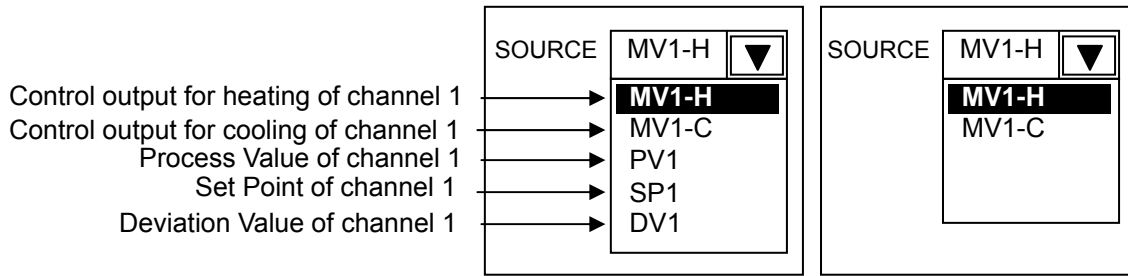 SOURCE MV1-H ▼
Control output for heating of channel 1 MV1-H
Control output for cooling of channel 1 MV1-C
Process Value of channel 1 PV1
Set Point of channel 1 SP1
Deviation Value of channel 1 DV1
SOURCE MV1-H ▼
MV1-H
MV1-C